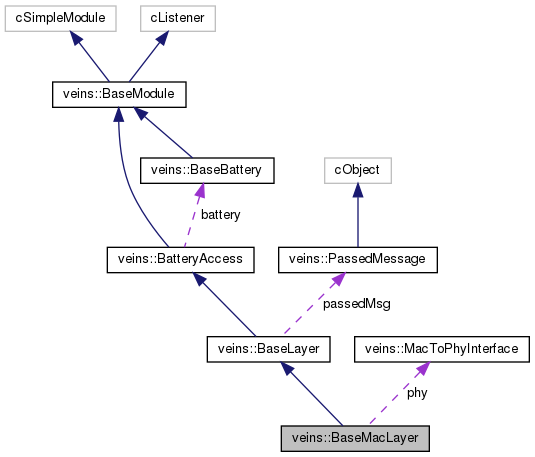 cSimpleModule
cListener
veins::BaseModule
veins::BaseBattery
cObject
battery
veins::BatteryAccess
veins::PassedMessage
passedMsg
veins::BaseLayer
veins::MacToPhyInterface
phy
veins::BaseMacLayer